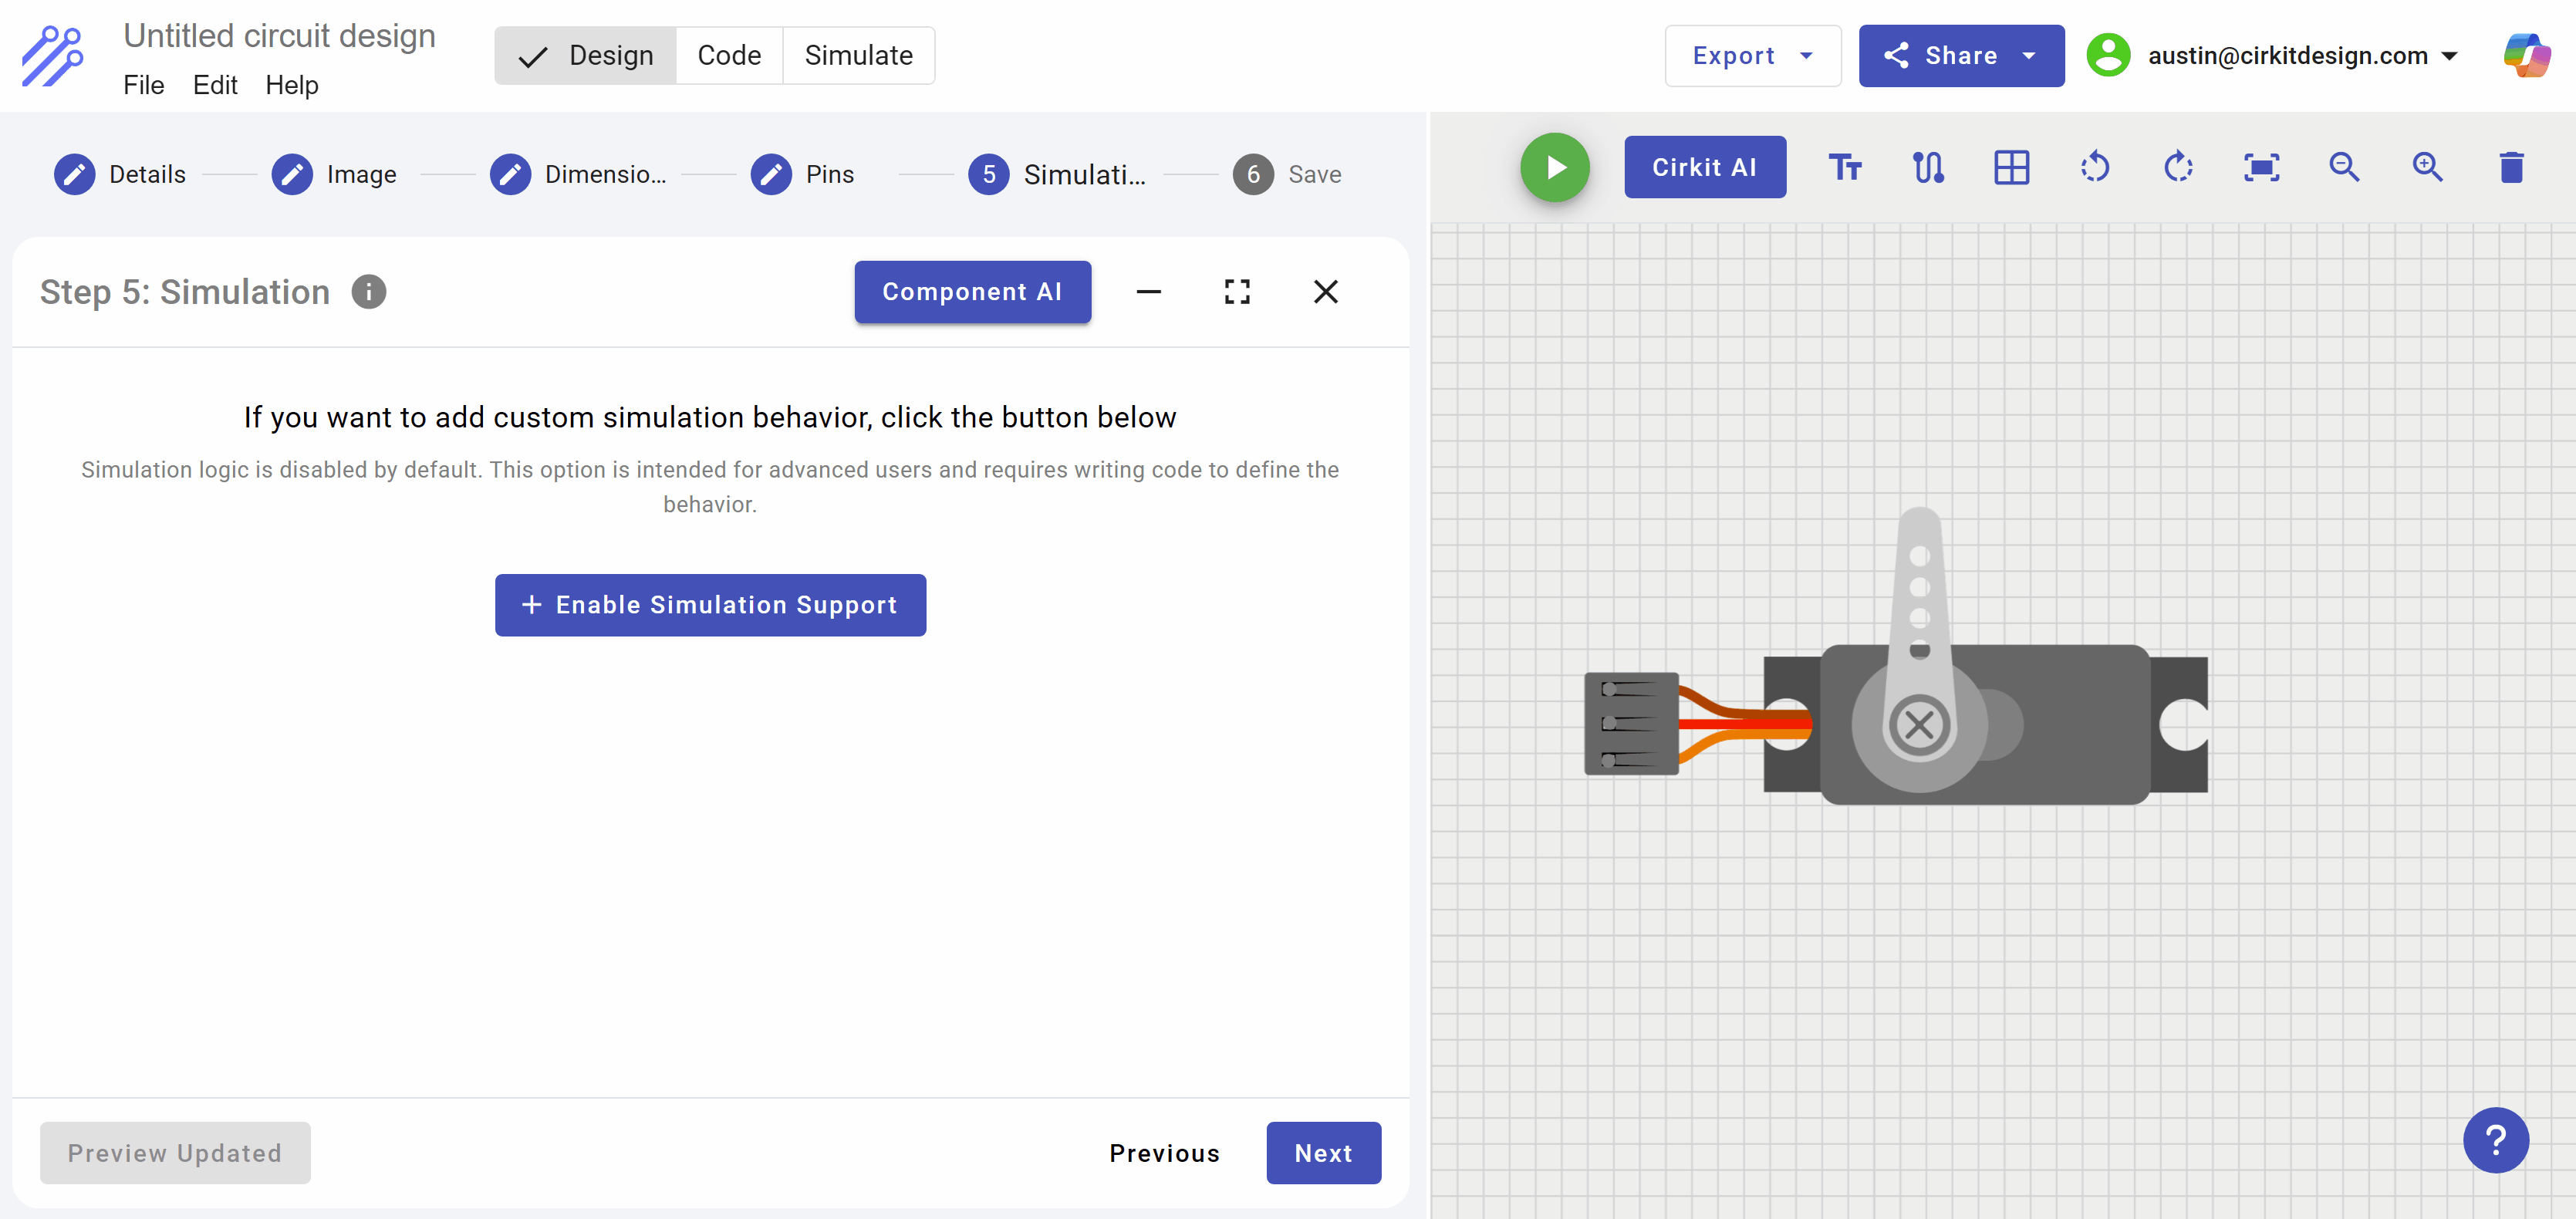 Untitled circuit design
File Edit Help
Design Code Simulate
Export Share austin@cirkitdesign.com
Details Image Dimensio... Pins 5 Simulati... 6 Save
Cirkit AI
Step 5: Simulation
Component AI
If you want to add custom simulation behavior, click the button below
Simulation logic is disabled by default. This option is intended for advanced users and requires writing code to define the
behavior.
+ Enable Simulation Support
Preview Updated
Previous Next
?